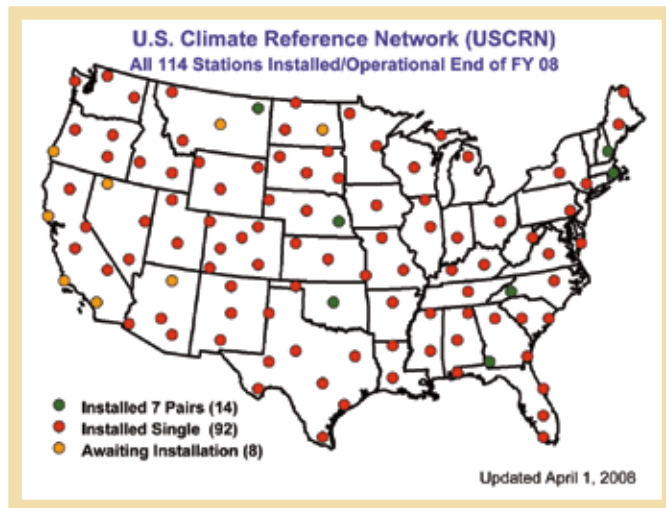 U.S. Climate Reference Network (USCRN)
All 114 Stations Installed/Operational End of FY 08
Installed 7 Pairs (14)
Installed Single (92)
Awaiting Installation (8)
Updated April 1, 2008